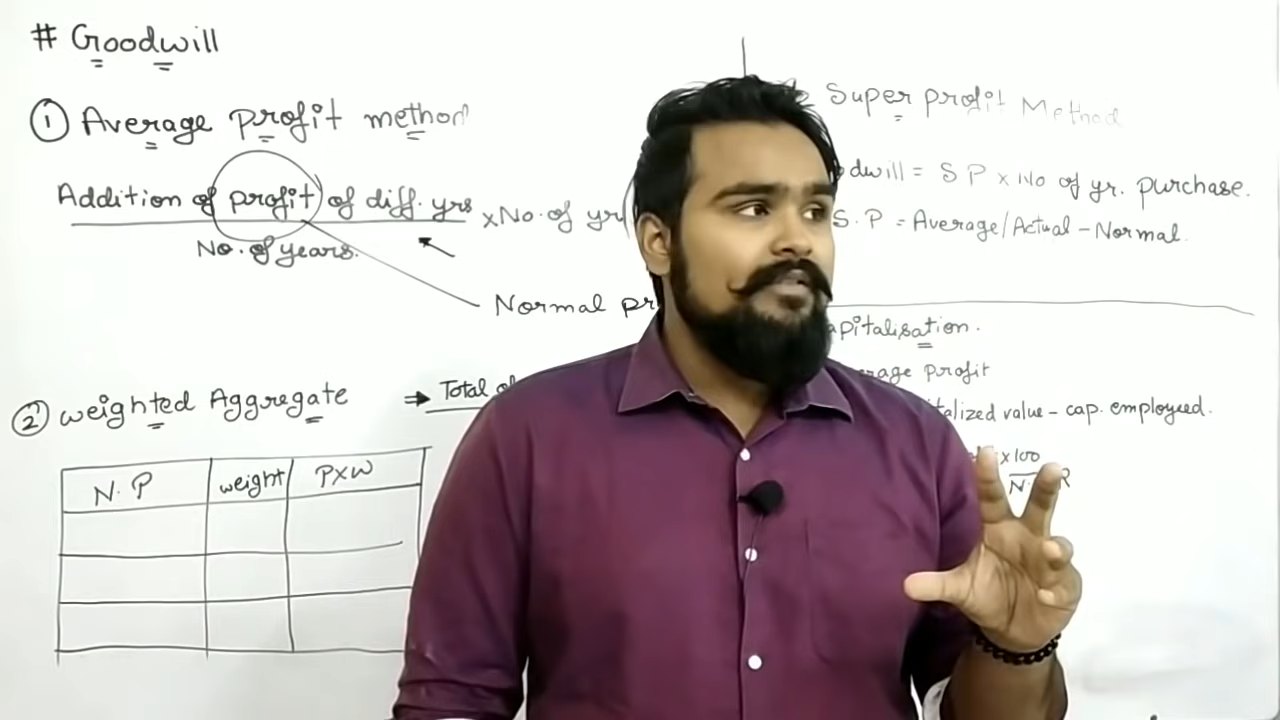 # Goodwill
① Average profit method
Addition of profit of diff. yrs × No. of yr
No. of years.
Normal pr
② weighted Aggregate → Total of
N. P weight P×W
Super profit Method
dwill = S P × No of yr. purchase.
S. P = Average/Actual - Normal.
apitalisation.
rage profit
talized value - cap. employed.
×100